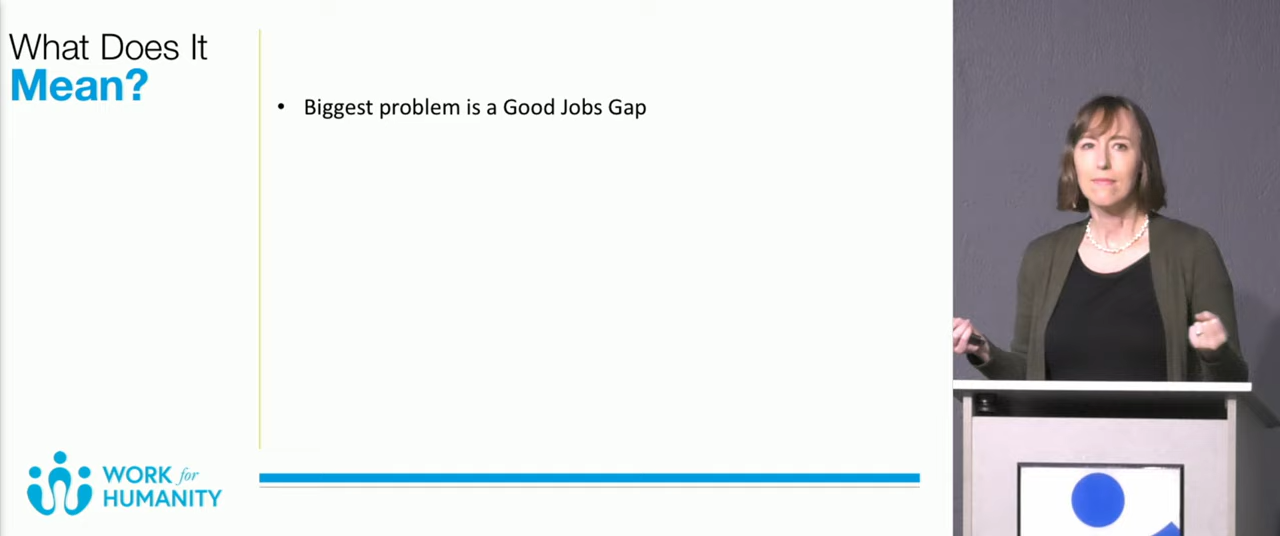 What Does It
Mean?
• Biggest problem is a Good Jobs Gap
WORK for
HUMANITY